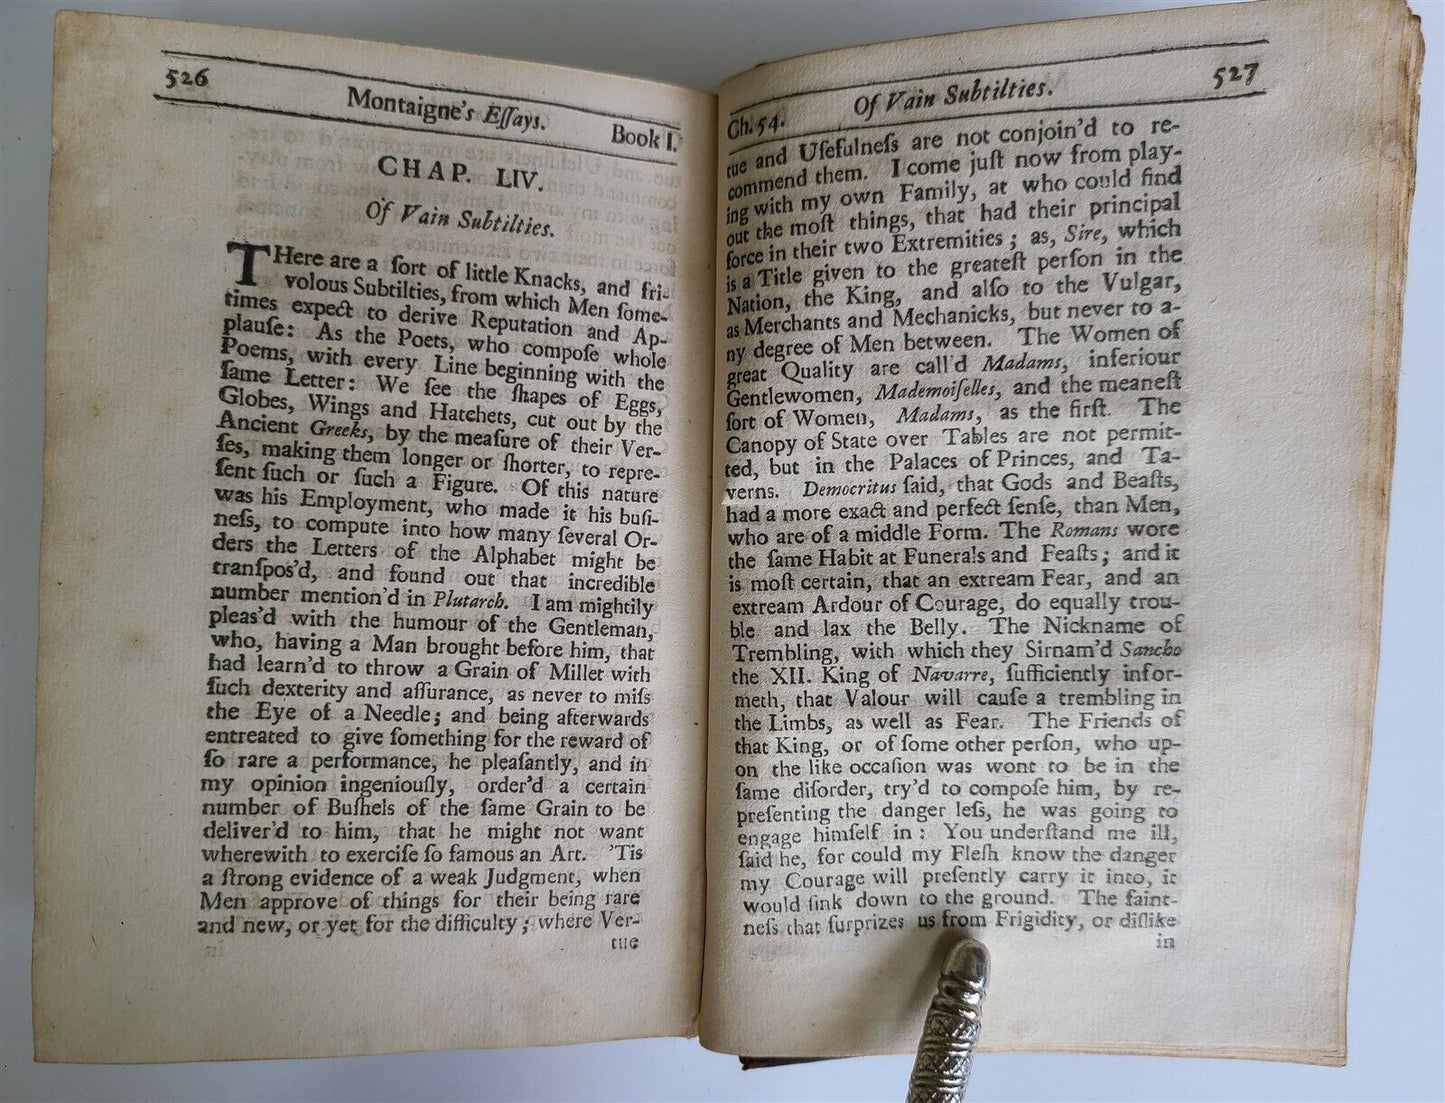 526
Montaigne's Eſſays. Book I.
CHAP. LIV.
Of Vain Subtilties.
THere are a ſort of little Knacks, and fri-
volous Subtilties, from which Men ſome-
times expect to derive Reputation and Ap-
plauſe: As the Poets, who compoſe whole
Poems, with every Line beginning with the
ſame Letter: We ſee the ſhapes of Eggs,
Globes, Wings and Hatchets, cut out by the
Ancient Greeks, by the meaſure of their Ver-
ſes, making them longer or ſhorter, to repre-
ſent ſuch or ſuch a Figure. Of this nature
was his Employment, who made it his buſi-
neſs, to compute into how many ſeveral Or-
ders the Letters of the Alphabet might be
tranſpos'd, and found out that incredible
number mention'd in Plutarch. I am mightily
pleas'd with the humour of the Gentleman,
who, having a Man brought before him, that
had learn'd to throw a Grain of Millet with
ſuch dexterity and aſſurance, as never to miſs
the Eye of a Needle; and being afterwards
entreated to give ſomething for the reward of
ſo rare a performance, he pleaſantly, and in
my opinion ingeniouſly, order'd a certain
number of Buſhels of the ſame Grain to be
deliver'd to him, that he might not want
wherewith to exerciſe ſo famous an Art. 'Tis
a ſtrong evidence of a weak Judgment, when
Men approve of things for their being rare
and new, or yet for the difficulty; where Ver-
tue
Ch. 54. Of Vain Subtilties. 527
tue and Uſefulneſs are not conjoin'd to re-
commend them. I come juſt now from play-
ing with my own Family, at who could find
out the moſt things, that had their principal
force in their two Extremities; as, Sire, which
is a Title given to the greateſt perſon in the
Nation, the King, and alſo to the Vulgar,
as Merchants and Mechanicks, but never to a-
ny degree of Men between. The Women of
great Quality are call'd Madams, inferiour
Gentlewomen, Mademoiſelles, and the meaneſt
ſort of Women, Madams, as the firſt. The
Canopy of State over Tables are not permit-
ted, but in the Palaces of Princes, and Ta-
verns. Democritus ſaid, that Gods and Beaſts,
had a more exact and perfect ſenſe, than Men,
who are of a middle Form. The Romans wore
the ſame Habit at Funerals and Feaſts; and it
is moſt certain, that an extream Fear, and an
extream Ardour of Courage, do equally trou-
ble and lax the Belly. The Nickname of
Trembling, with which they Sirnam'd Sancho
the XII. King of Navarre, ſufficiently infor-
meth, that Valour will cauſe a trembling in
the Limbs, as well as Fear. The Friends of
that King, or of ſome other perſon, who up-
on the like occaſion was wont to be in the
ſame diſorder, try'd to compoſe him, by re-
preſenting the danger leſs, he was going to
engage himſelf in: You underſtand me ill,
ſaid he, for could my Fleſh know the danger
my Courage will preſently carry it into, it
would ſink down to the ground. The faint-
neſs that ſurprizes us from Frigidity, or diſlike
in